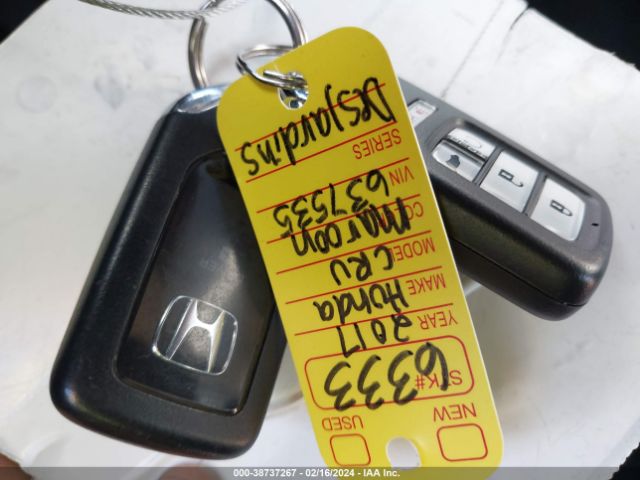 NEW USED
STK# 6333
YEAR 2017
MAKE Honda
MODEL CRV
maroon
VIN 637535
SERIES
Desjardins
000-38737267 - 02/16/2024 - IAA Inc.